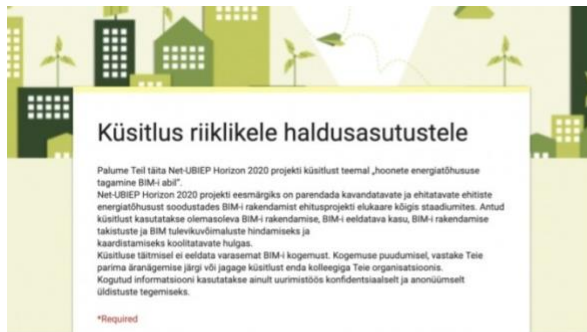 Küsitlus riiklikele haldusasutustele
Palume Teil täita Net-UBIEP Horizon 2020 projekti küsitlust teemal „hoonete energiatõhususe
tagamine BIM-i abil”.
Net-UBIEP Horizon 2020 projekti eesmärgiks on parendada kavandatavate ja ehitatavate ehitiste
energiatõhusust soodustades BIM-i rakendamist ehitusprojekti elukaare kõigis staadiumites. Antud
küsitlust kasutatakse olemasoleva BIM-i rakendamise, BIM-i eeldatava kasu, BIM-i rakendamise
takistuste ja BIM tulevikuvõimaluste hindamiseks ja
kaardistamiseks koolitatavate hulgas.
Küsitluse täitmisel ei eeldata varasemat BIM-i kogemust. Kogemuse puudumisel, vastake Teie
parima äranägemise järgi või jagage küsitlust enda kolleegiga Teie organisatsioonis.
Kogutud informatsiooni kasutatakse ainult uurimistöös konfidentsiaalselt ja anonüümselt
üldistuste tegemiseks.
*Required